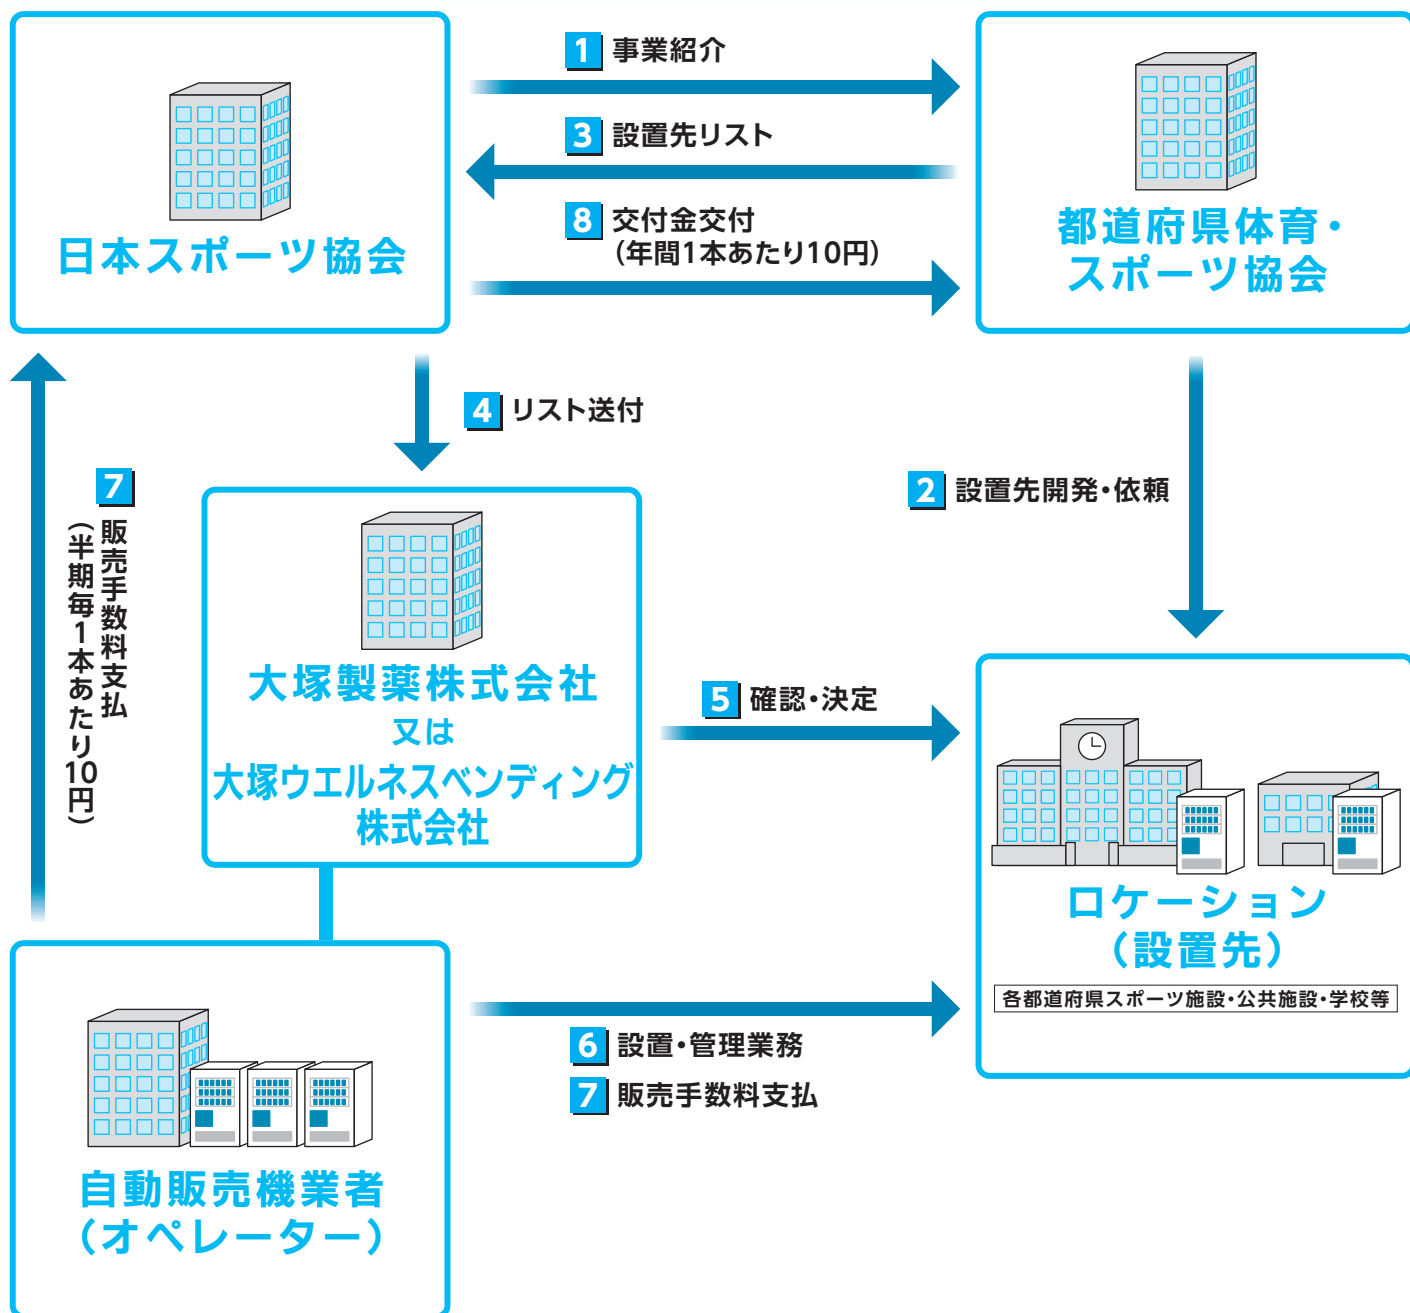 1 事業紹介
3 設置先リスト
8 交付金交付
（年間1本あたり10円）
日本スポーツ協会
都道府県体育・
スポーツ協会
4 リスト送付
2 設置先開発・依頼
7
販売手数料支払
（半期毎1本あたり10円）
大塚製薬株式会社
又は
大塚ウエルネスベンディング
株式会社
5 確認・決定
ロケーション
（設置先）
各都道府県スポーツ施設・公共施設・学校等
6 設置・管理業務
7 販売手数料支払
自動販売機業者
（オペレーター）